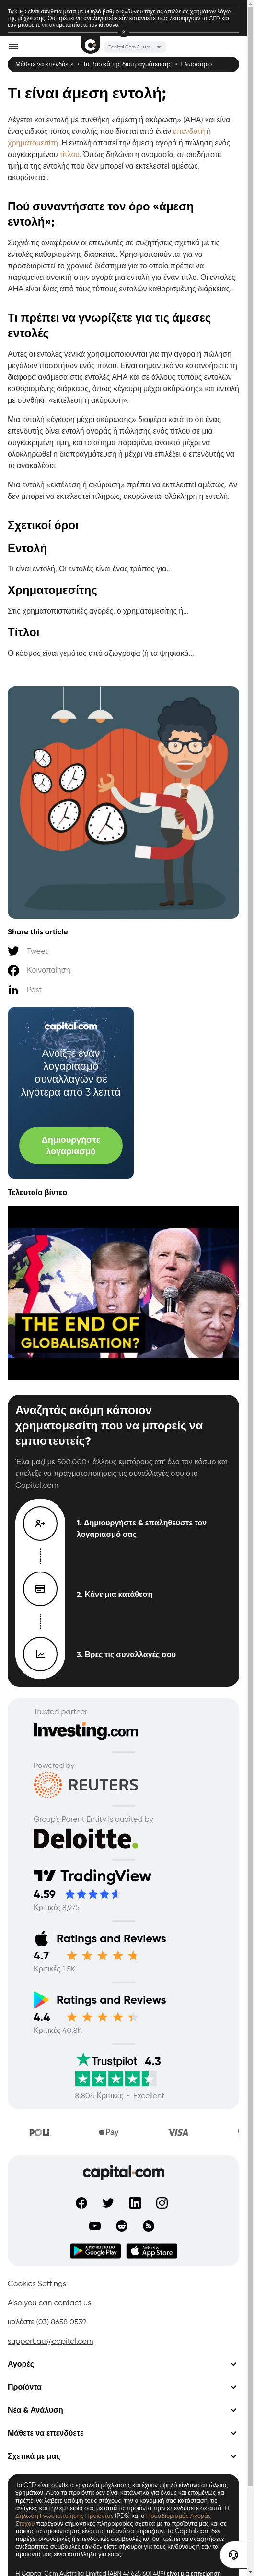 Τα CFD είναι σύνθετα μέσα με υψηλό βαθμό κινδύνου ταχείας απώλειας χρημάτων λόγω
της μόχλευσης. Θα πρέπει να αναλογιστείτε εάν κατανοείτε πως λειτουργούν τα CFD και
εάν μπορείτε να αντιμετωπίσετε τον κίνδυνο.
Capital Com Austra...
Μάθετε να επενδύετε • Τα βασικά της διαπραγμάτευσης • Γλωσσάριο
Τι είναι άμεση εντολή;
Λέγεται και εντολή με συνθήκη «άμεση ή ακύρωση» (AHA) και είναι
ένας ειδικός τύπος εντολής που δίνεται από έναν επενδυτή ή
χρηματομεσίτη. Η εντολή απαιτεί την άμεση αγορά ή πώληση ενός
συγκεκριμένου τίτλου. Όπως δηλώνει η ονομασία, οποιοδήποτε
τμήμα της εντολής που δεν μπορεί να εκτελεστεί αμέσως,
ακυρώνεται.
Πού συναντήσατε τον όρο «άμεση
εντολή»;
Συχνά τις αναφέρουν οι επενδυτές σε συζητήσεις σχετικά με τις
εντολές καθορισμένης διάρκειας. Χρησιμοποιούνται για να
προσδιοριστεί το χρονικό διάστημα για το οποίο πρέπει να
παραμείνει ανοικτή στην αγορά μια εντολή για έναν τίτλο. Οι εντολές
AHA είναι ένας από τους τύπους εντολών καθορισμένης διάρκειας.
Τι πρέπει να γνωρίζετε για τις άμεσες
εντολές
Αυτές οι εντολές γενικά χρησιμοποιούνται για την αγορά ή πώληση
μεγάλων ποσοτήτων ενός τίτλου. Είναι σημαντικό να κατανοήσετε τη
διαφορά ανάμεσα στις εντολές AHA και σε άλλους τύπους εντολών
καθορισμένης διάρκειας, όπως «έγκυρη μέχρι ακύρωσης» και εντολή
με συνθήκη «εκτέλεση ή ακύρωση».
Μια εντολή «έγκυρη μέχρι ακύρωσης» διαφέρει κατά το ότι ένας
επενδυτής δίνει εντολή αγοράς ή πώλησης ενός τίτλου σε μια
συγκεκριμένη τιμή, και το αίτημα παραμένει ανοικτό μέχρι να
ολοκληρωθεί η διαπραγμάτευση ή μέχρι να επιλέξει ο επενδυτής να
το ανακαλέσει.
Μια εντολή «εκτέλεση ή ακύρωση» πρέπει να εκτελεστεί αμέσως. Αν
δεν μπορεί να εκτελεστεί πλήρως, ακυρώνεται ολόκληρη η εντολή.
Σχετικοί όροι
Εντολή
Τι είναι εντολή; Οι εντολές είναι ένας τρόπος για...
Χρηματομεσίτης
Στις χρηματοπιστωτικές αγορές, ο χρηματομεσίτης ή...
Τίτλοι
Ο κόσμος είναι γεμάτος από αξιόγραφα (ή τα ψηφιακά...
Share this article
Tweet
Κοινοποίηση
Post
capital.com
Ανοίξτε έναν
λογαριασμό
συναλλαγών σε
λιγότερα από 3 λεπτά
Δημιουργήστε
λογαριασμό
Τελευταίο βίντεο
THE END OF
GLOBALISATION?
Αναζητάς ακόμη κάποιον
χρηματομεσίτη που να μπορείς να
εμπιστευτείς?
Έλα μαζί με 500.000+ άλλους εμπόρους απ' όλο τον κόσμο και
επέλεξε να πραγματοποιήσεις τις συναλλαγές σου στο
Capital.com
1. Δημιουργήστε & επαληθεύστε τον
λογαριασμό σας
2. Κάνε μια κατάθεση
3. Βρες τις συναλλαγές σου
Trusted partner
Investing.com
Powered by
REUTERS
Group's Parent Entity is audited by
Deloitte.
TradingView
4.59
Κριτικές 8,975
Ratings and Reviews
4.7
Κριτικές 1,5K
Ratings and Reviews
4.4
Κριτικές 40,8K
Trustpilot 4.3
8,804 Κριτικές • Excellent
POLi
Pay
VISA
capital.com
ΑΠΟΚΤΗΣΤΕ ΤΟ ΣΤΟ
Google Play
App Store
Cookies Settings
Also you can contact us:
καλέστε (03) 8658 0539
support.au@capital.com
Αγορές
Προϊόντα
Νέα & Ανάλυση
Μάθετε να επενδύετε
Σχετικά με μας
Τα CFD είναι σύνθετα εργαλεία μόχλευσης και έχουν υψηλό κίνδυνο απώλειας
χρημάτων. Αυτά τα προϊόντα δεν είναι κατάλληλα για όλους και θα πρέπει
να λάβετε υπόψη τους στόχους, την οικονομική σας κατάσταση, τις
ανάγκες και την εμπειρία σας με αυτά τα προϊόντα πριν επενδύσετε σε αυτά. Η
Δήλωση Γνωστοποίησης Προϊόντος (PDS) και ο Προσδιορισμός Αγοράς
Στόχου παρέχουν σημαντικές πληροφορίες σχετικά με τα προϊόντα μας και σε
ποιους τα προϊόντα μας είναι πιο πιθανό να ταιριάζουν. Το Capital.com δεν
παρέχει οικονομικές ή επενδυτικές συμβουλές και θα πρέπει να αναζητήσετε
ανεξάρτητες συμβουλές εάν δεν είστε σίγουροι για τους κινδύνους ή εάν τα
προϊόντα μας είναι κατάλληλα για εσάς.
Η Capital Com Australia Limited (ABN 47 625 601 489) είναι μια επιχείρηση